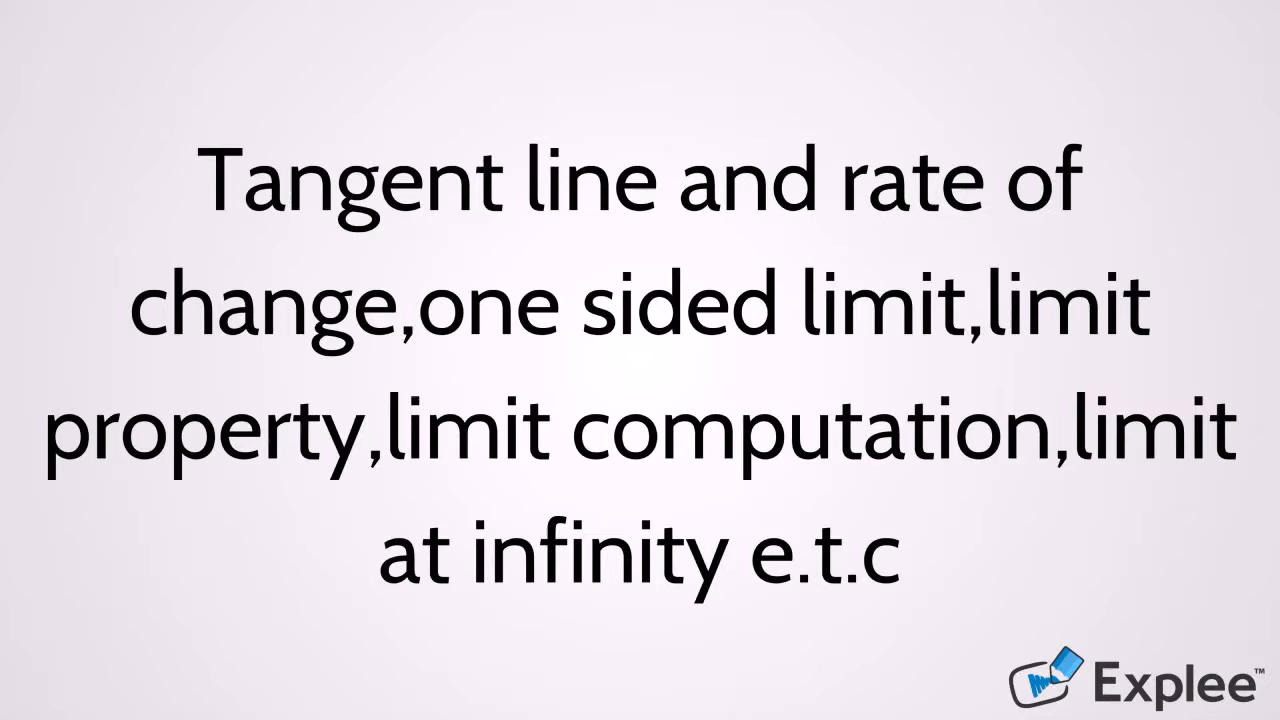 Tangent line and rate of
change,one sided limit,limit
property,limit computation,limit
at infinity e.t.c
Explee™